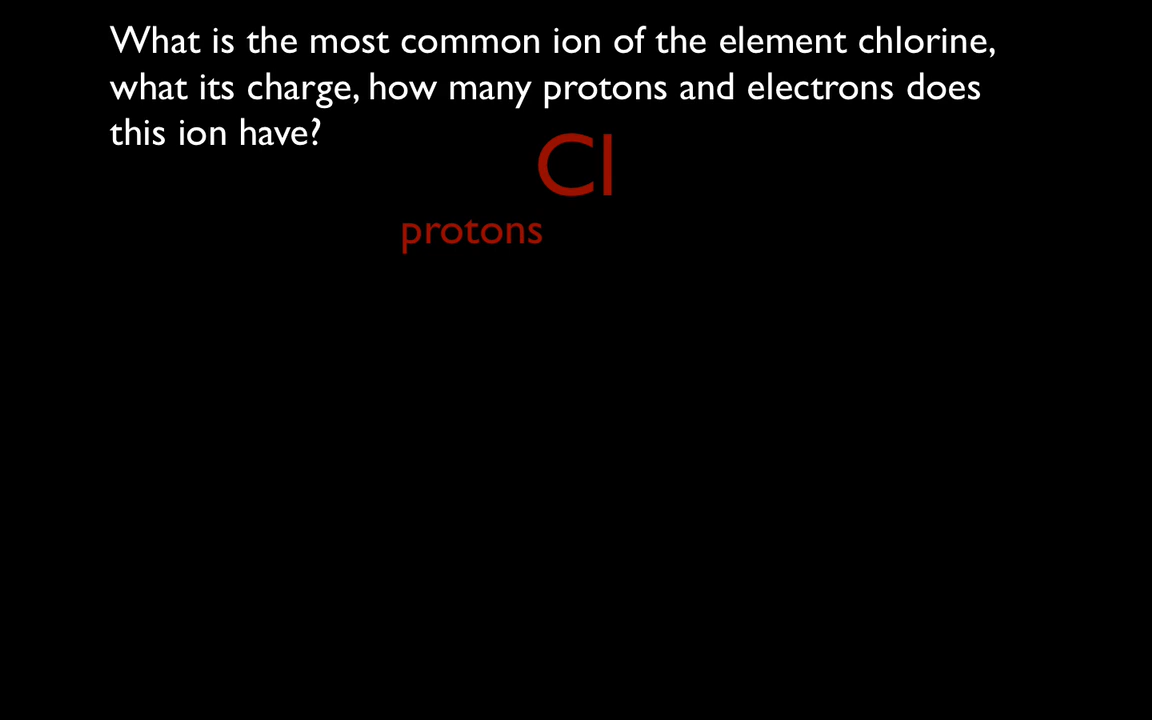 What is the most common ion of the element chlorine,
what its charge, how many protons and electrons does
this ion have?
Cl
protons